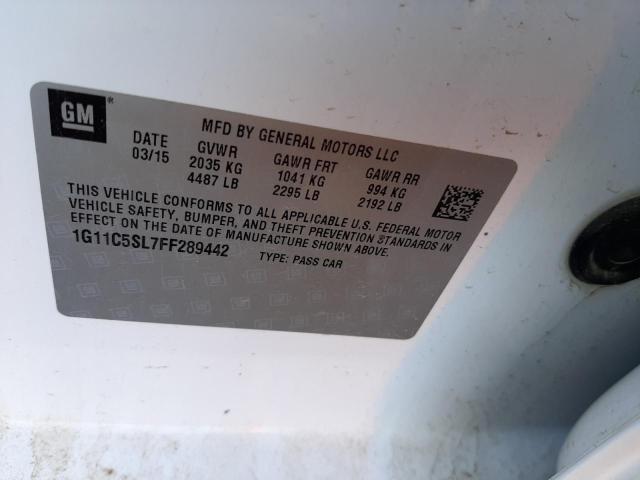 GM
MFD BY GENERAL MOTORS LLC
DATE GVWR GAWR FRT GAWR RR
03/15 2035 KG 1041 KG 994 KG
4487 LB 2295 LB 2192 LB
THIS VEHICLE CONFORMS TO ALL APPLICABLE U.S. FEDERAL MOTOR
VEHICLE SAFETY, BUMPER, AND THEFT PREVENTION STANDARDS IN
EFFECT ON THE DATE OF MANUFACTURE SHOWN ABOVE.
1G11C5SL7FF289442 TYPE: PASS CAR